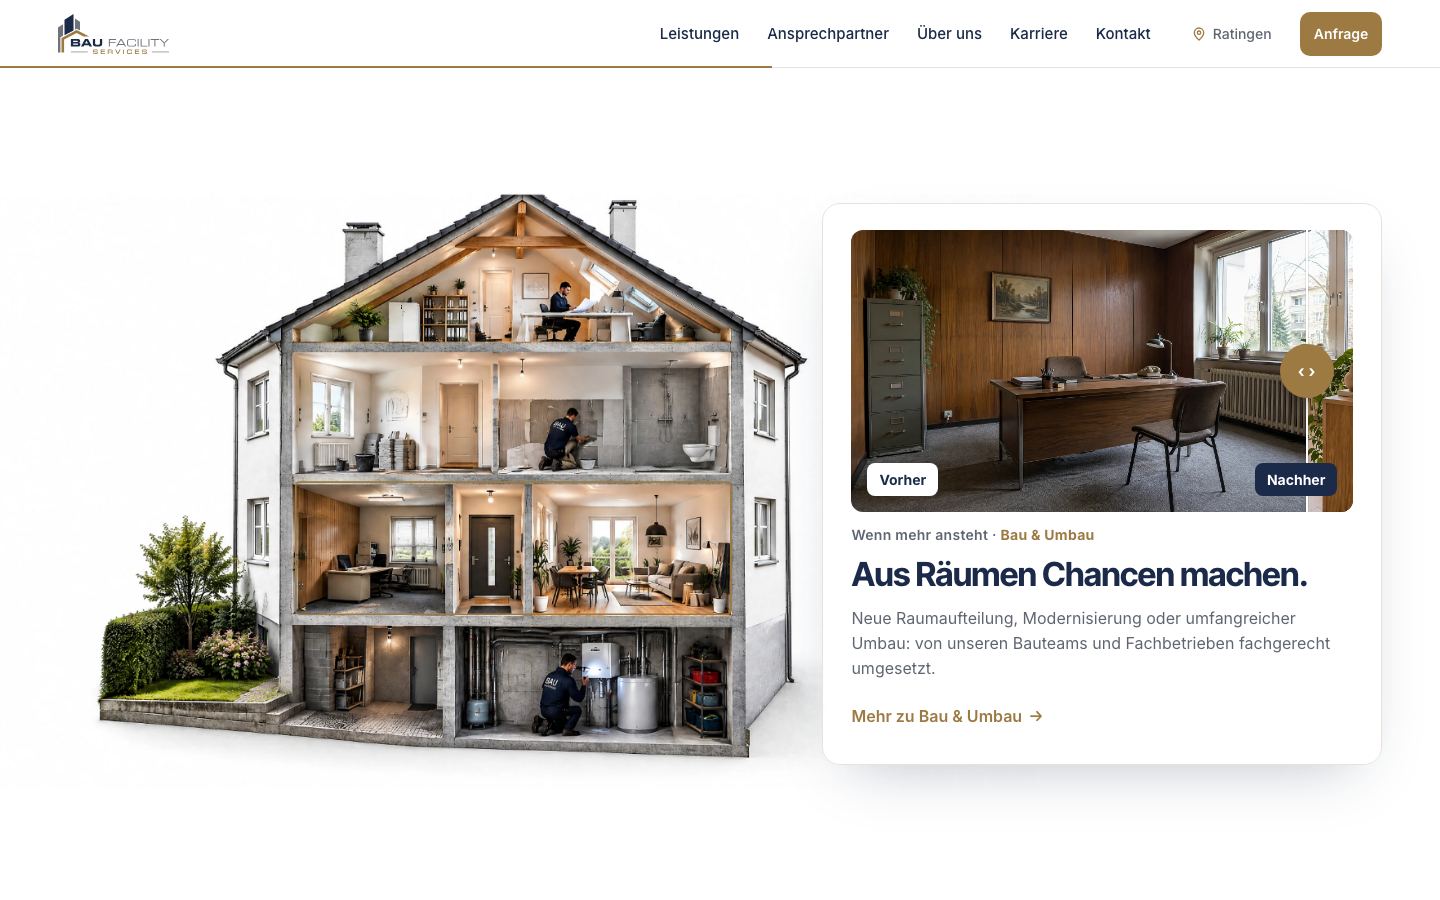 BAU FACILITY
SERVICES
Leistungen
Ansprechpartner
Über uns
Karriere
Kontakt
Ratingen
Anfrage
BAU
BAU
Vorher
Nachher
Wenn mehr ansteht · Bau & Umbau
Aus Räumen Chancen machen.
Neue Raumaufteilung, Modernisierung oder umfangreicher
Umbau: von unseren Bauteams und Fachbetrieben fachgerecht
umgesetzt.
Mehr zu Bau & Umbau →